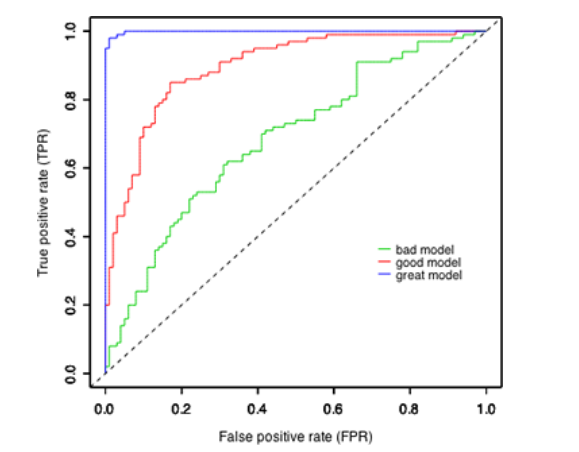 1.0
0.8
0.6
0.4
0.2
0.0
True positive rate (TPR)
bad model
good model
great model
0.0 0.2 0.4 0.6 0.8 1.0
False positive rate (FPR)